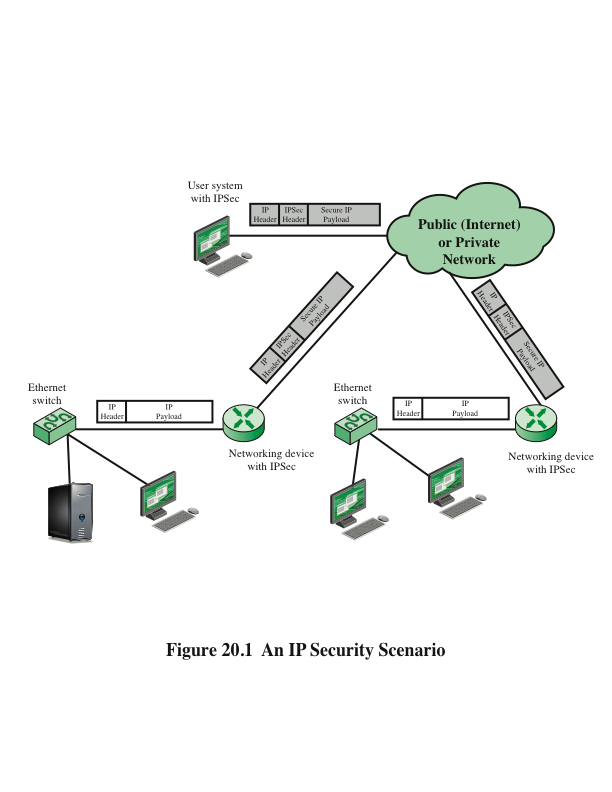 User system
with IPSec
IP
Header
IPSec
Header
Secure IP
Payload
Public (Internet)
or Private
Network
IP
Header
IPSec
Header
Secure IP
Payload
IP
Header
IPSec
Header
Secure IP
Payload
Ethernet
switch
IP
Header
IP
Payload
Networking device
with IPSec
Ethernet
switch
IP
Header
IP
Payload
Networking device
with IPSec
Figure 20.1 An IP Security Scenario